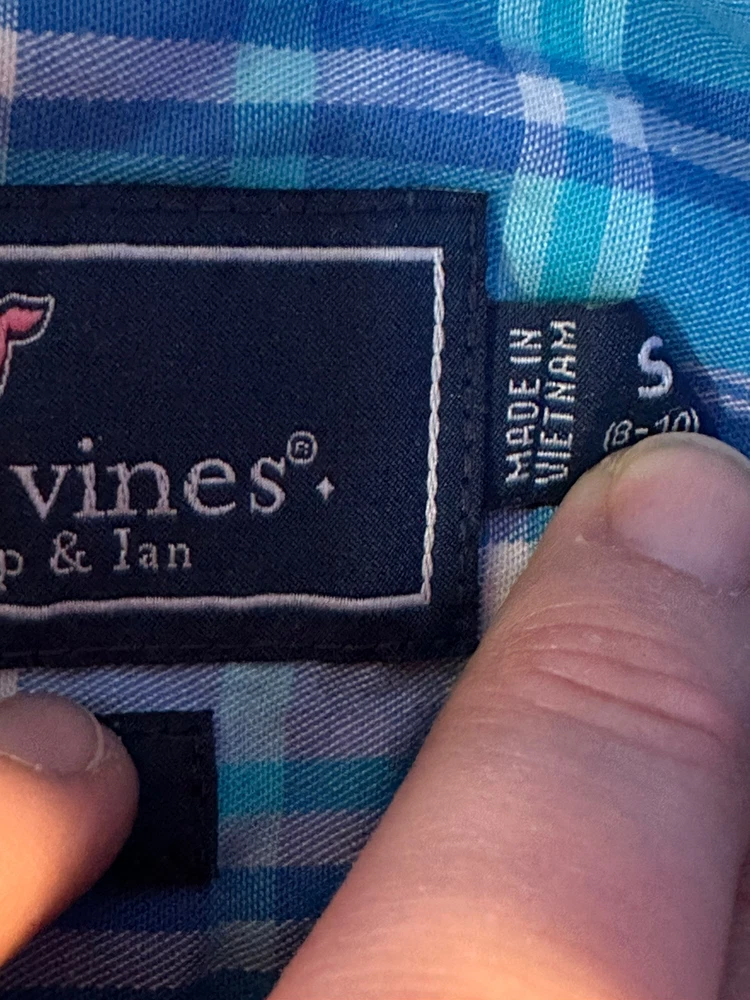 vines®
p & Ian
MADE IN
VIETNAM
S
(8-10)